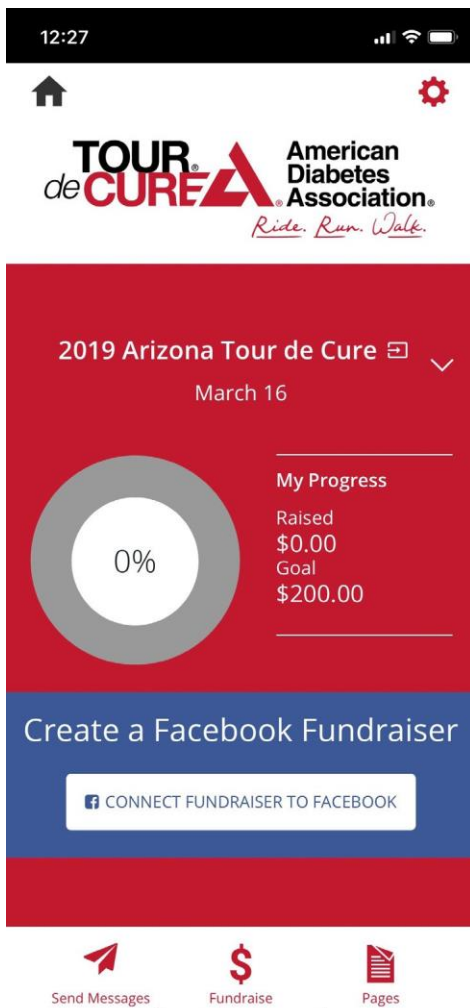 12:27
TOUR®
de CURE®
American
Diabetes
Association®
Ride. Run. Walk.
2019 Arizona Tour de Cure
March 16
0%
My Progress
Raised
$0.00
Goal
$200.00
Create a Facebook Fundraiser
CONNECT FUNDRAISER TO FACEBOOK
Send Messages
Fundraise
Pages